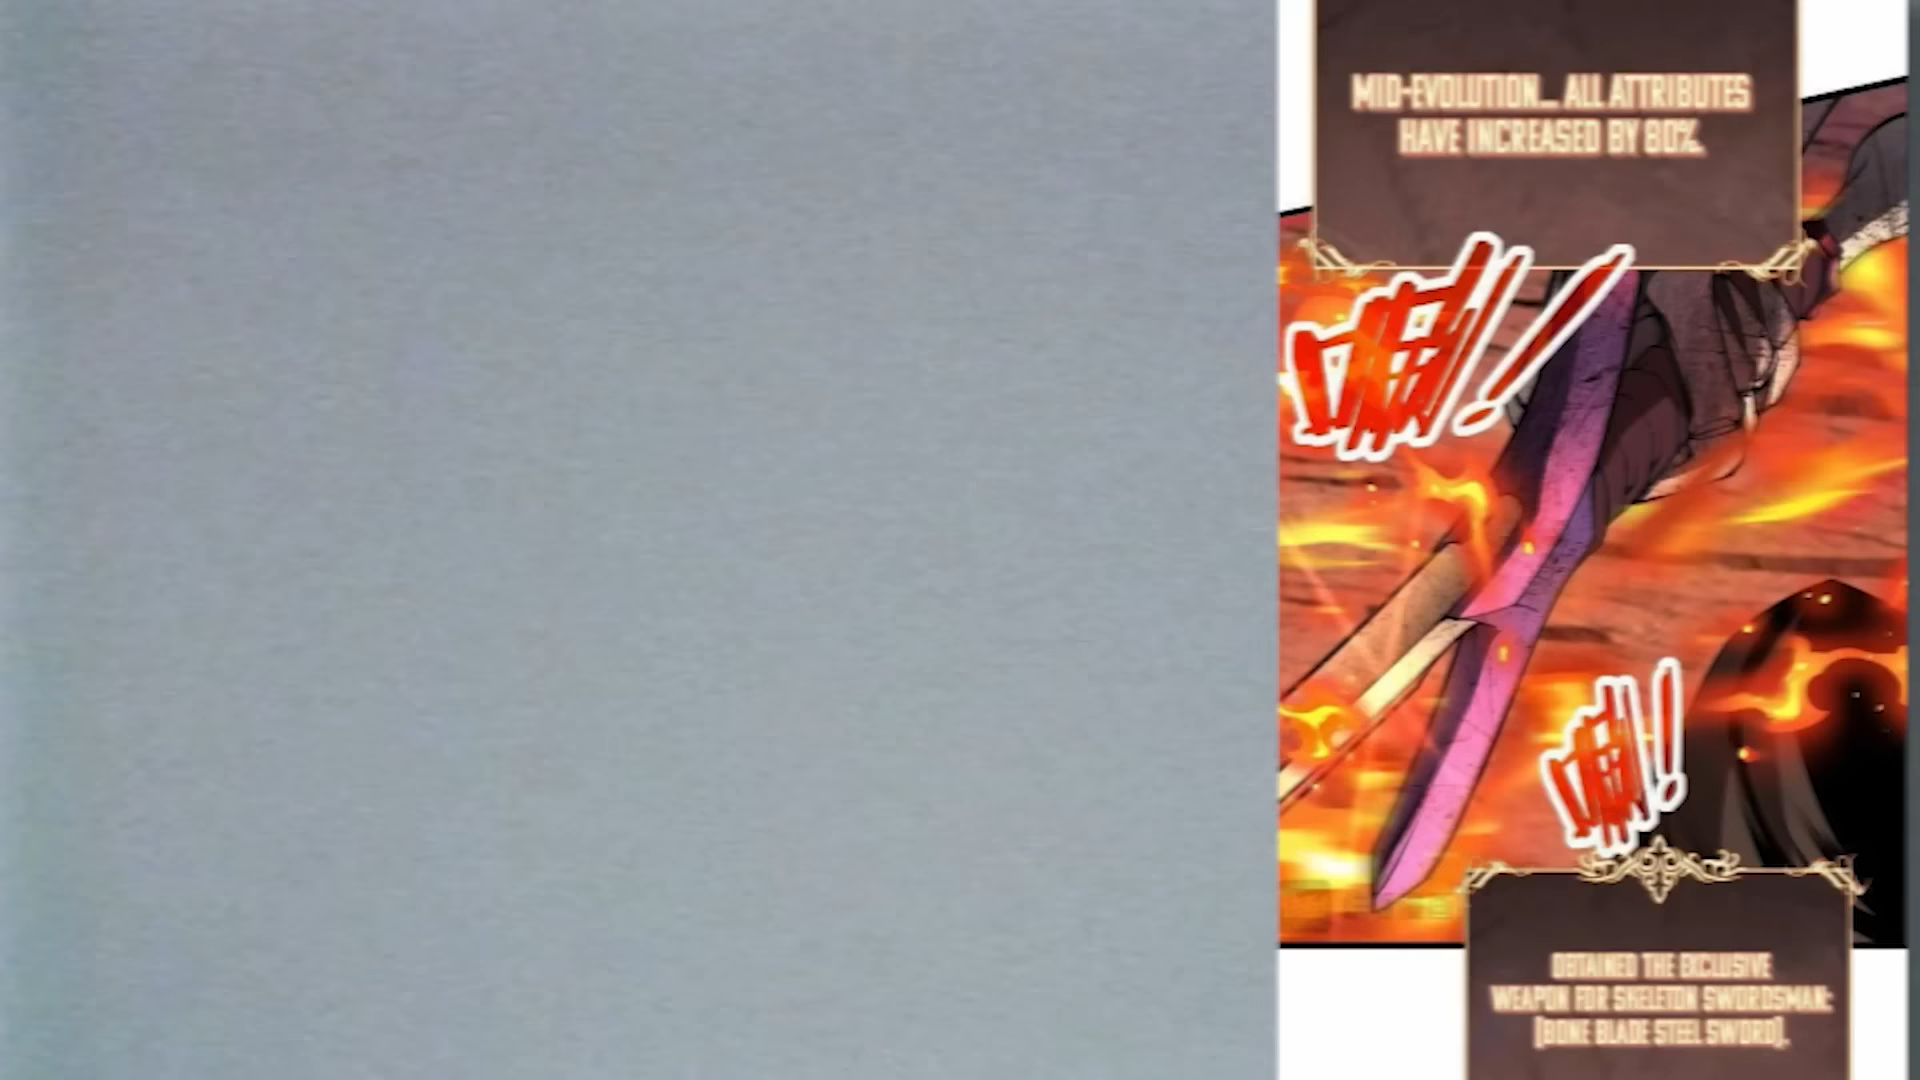 MID-EVOLUTION... ALL ATTRIBUTES
HAVE INCREASED BY 80%.
OBTAINED THE EXCLUSIVE
WEAPON FOR SKELETON SWORDSMAN:
[BONE BLADE STEEL SWORD].